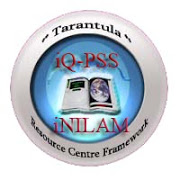 ~ Tarantula ~
iQ-PSS
iNILAM
Resource Centre Framework